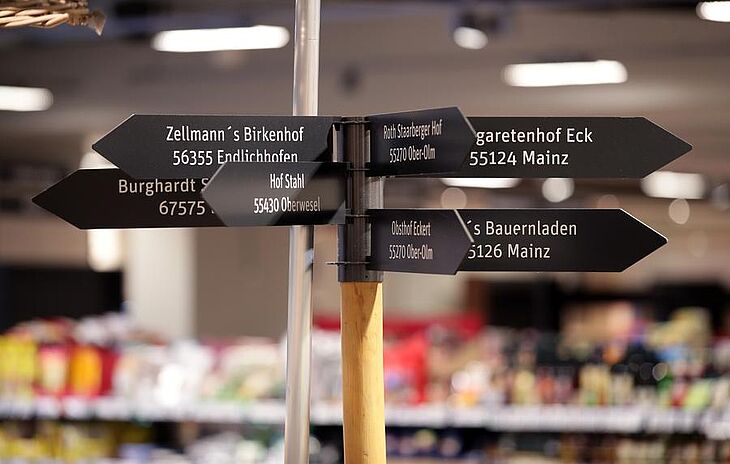 Zellmann´s Birkenhof
56355 Endlichhofen
Burghardt
67575
Hof Stahl
55430 Oberwesel
Roth Staarberger Hof
55270 Ober-Olm
garetenhof Eck
55124 Mainz
Obsthof Eckert
55270 Ober-Olm
´s Bauernladen
5126 Mainz